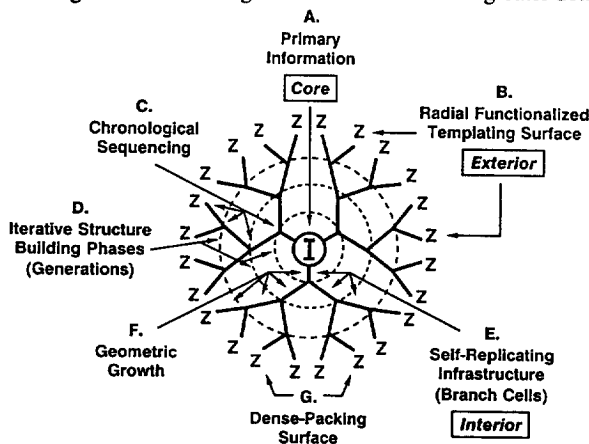 A.
Primary
Information
Core
Z Z
C.
Chronological
Sequencing
B.
Radial Functionalized
Templating Surface
Exterior
Z Z
Z Z
Z Z
Z Z
D.
Iterative Structure
Building Phases
(Generations)
Z Z
Z Z
Z Z
I
Z Z
F.
Geometric
Growth
E.
Self-Replicating
Infrastructure
(Branch Cells)
Interior
Z Z
Z Z
Z Z
Z Z Z Z
G.
Dense-Packing
Surface